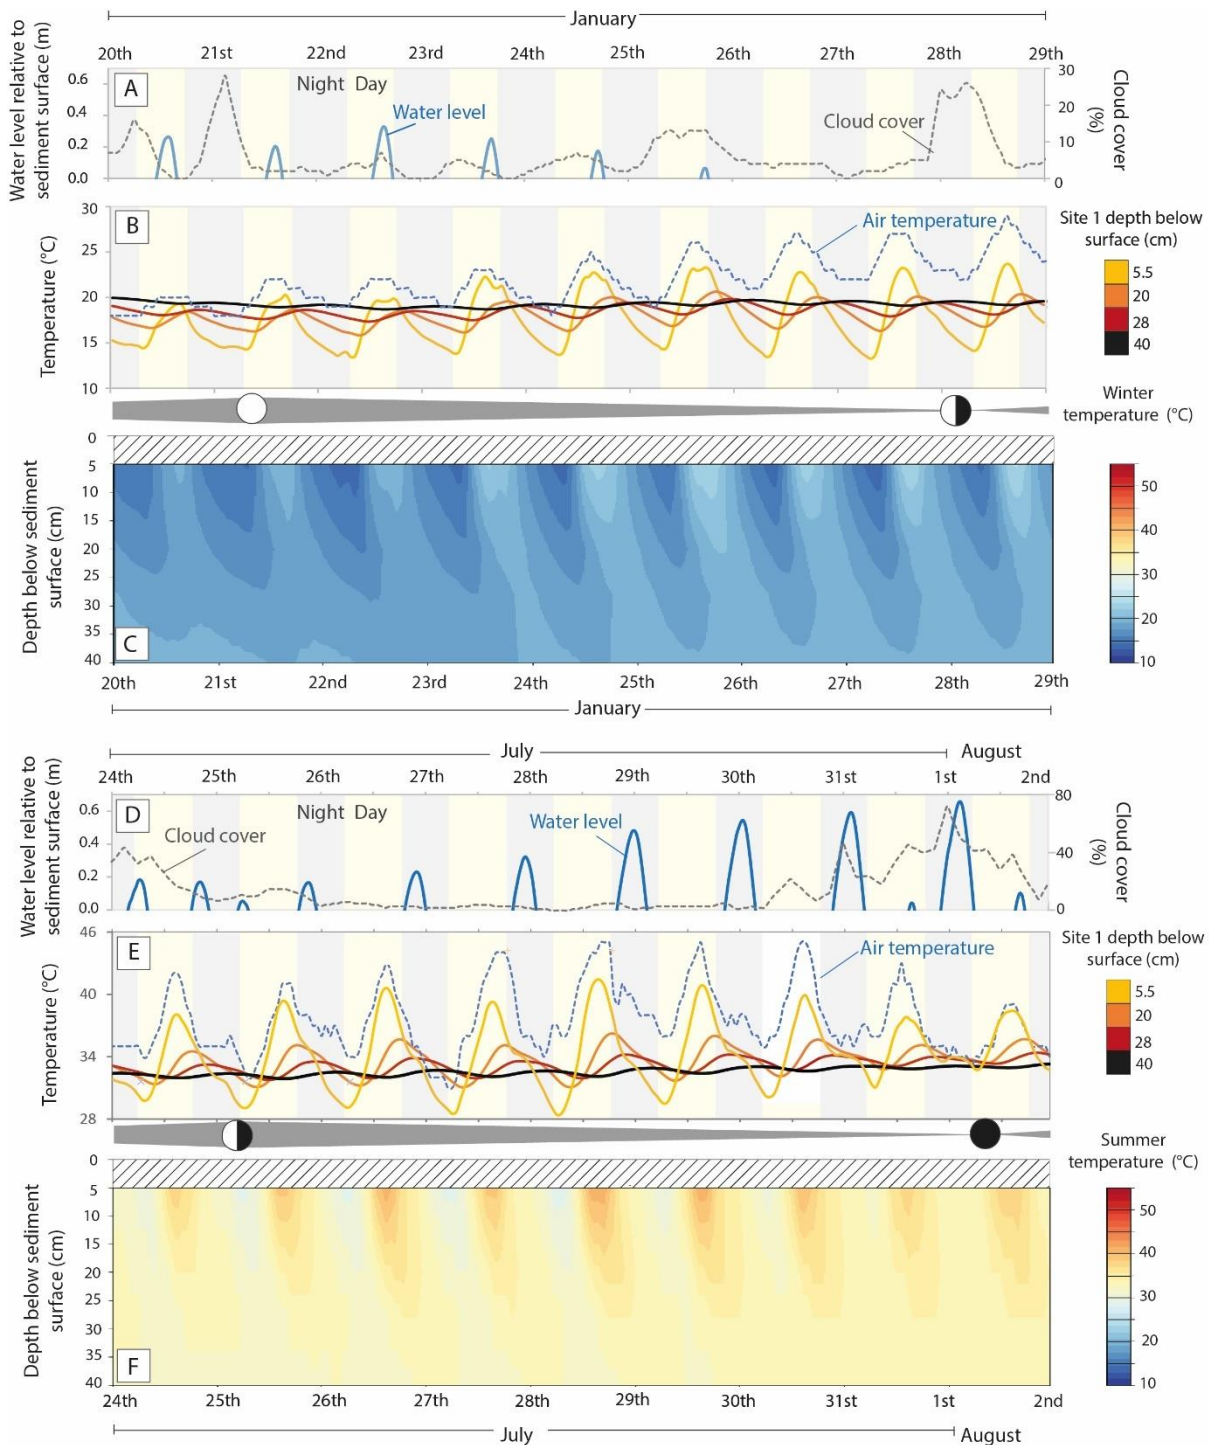 January
20th 21st 22nd 23rd 24th 25th 26th 27th 28th 29th
Water level relative to
sediment surface (m)
0.6
0.4
0.2
0.0
A
Night Day
Water level
Cloud cover
30
20
10
0
Cloud cover
(%)
30
25
20
15
10
Temperature (°C)
B
Air temperature
Site 1 depth below
surface (cm)
5.5
20
28
40
Winter
temperature (°C)
0
5
10
15
20
25
30
35
40
Depth below sediment
surface (cm)
C
50
40
30
20
10
20th 21st 22nd 23rd 24th 25th 26th 27th 28th 29th
January
July August
24th 25th 26th 27th 28th 29th 30th 31st 1st 2nd
Water level relative to
sediment surface (m)
0.6
0.4
0.2
0.0
D
Night Day
Cloud cover
Water level
80
40
0
Cloud cover
(%)
46
40
34
28
Temperature (°C)
E
Air temperature
Site 1 depth below
surface (cm)
5.5
20
28
40
Summer
temperature (°C)
0
5
10
15
20
25
30
35
40
Depth below sediment
surface (cm)
F
50
40
30
20
10
24th 25th 26th 27th 28th 29th 30th 31st 1st 2nd
July August